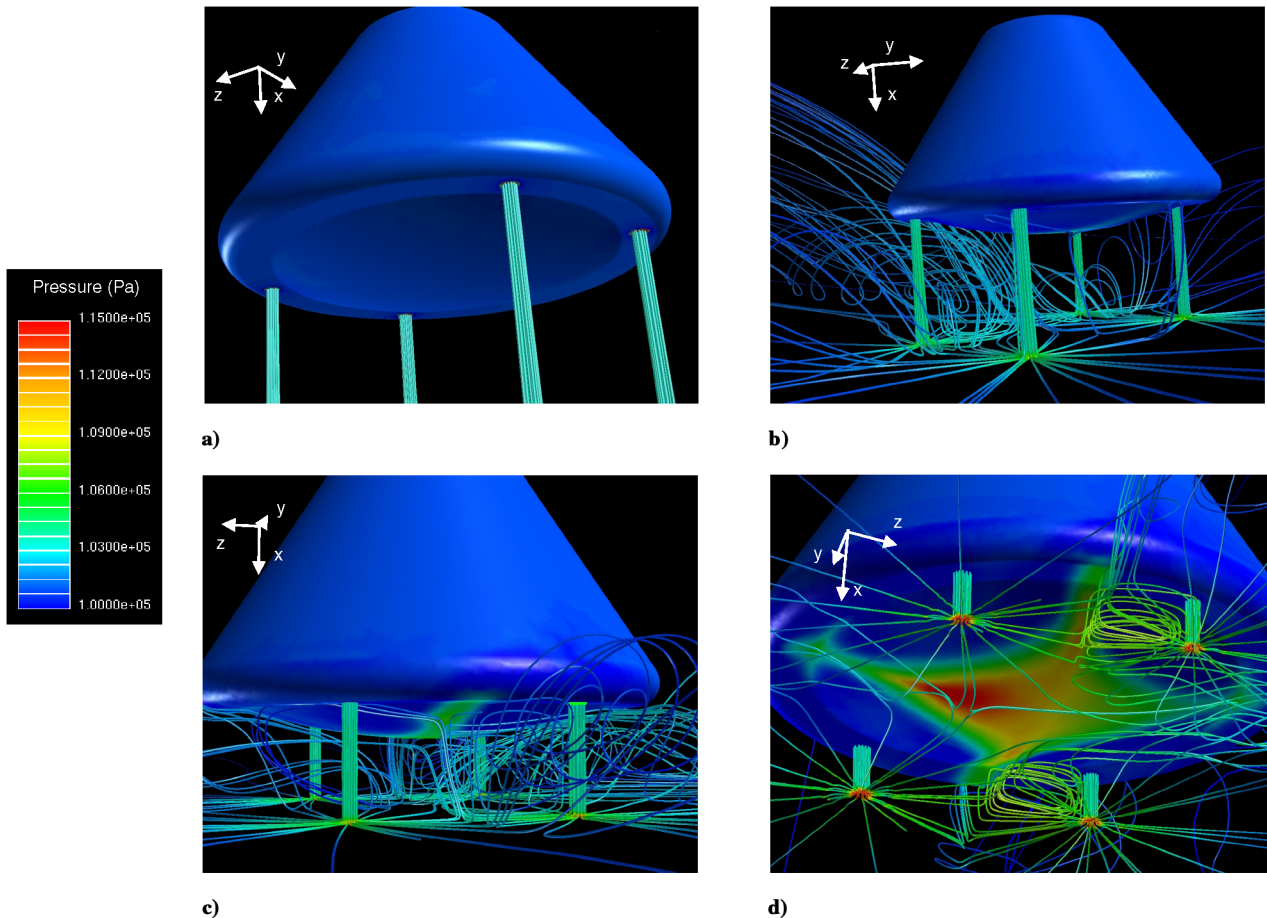 Pressure (Pa)
1.1500e+05
1.1200e+05
1.0900e+05
1.0600e+05
1.0300e+05
1.0000e+05
y
z
x
a)
y
z
x
b)
y
z
x
c)
z
y
x
d)